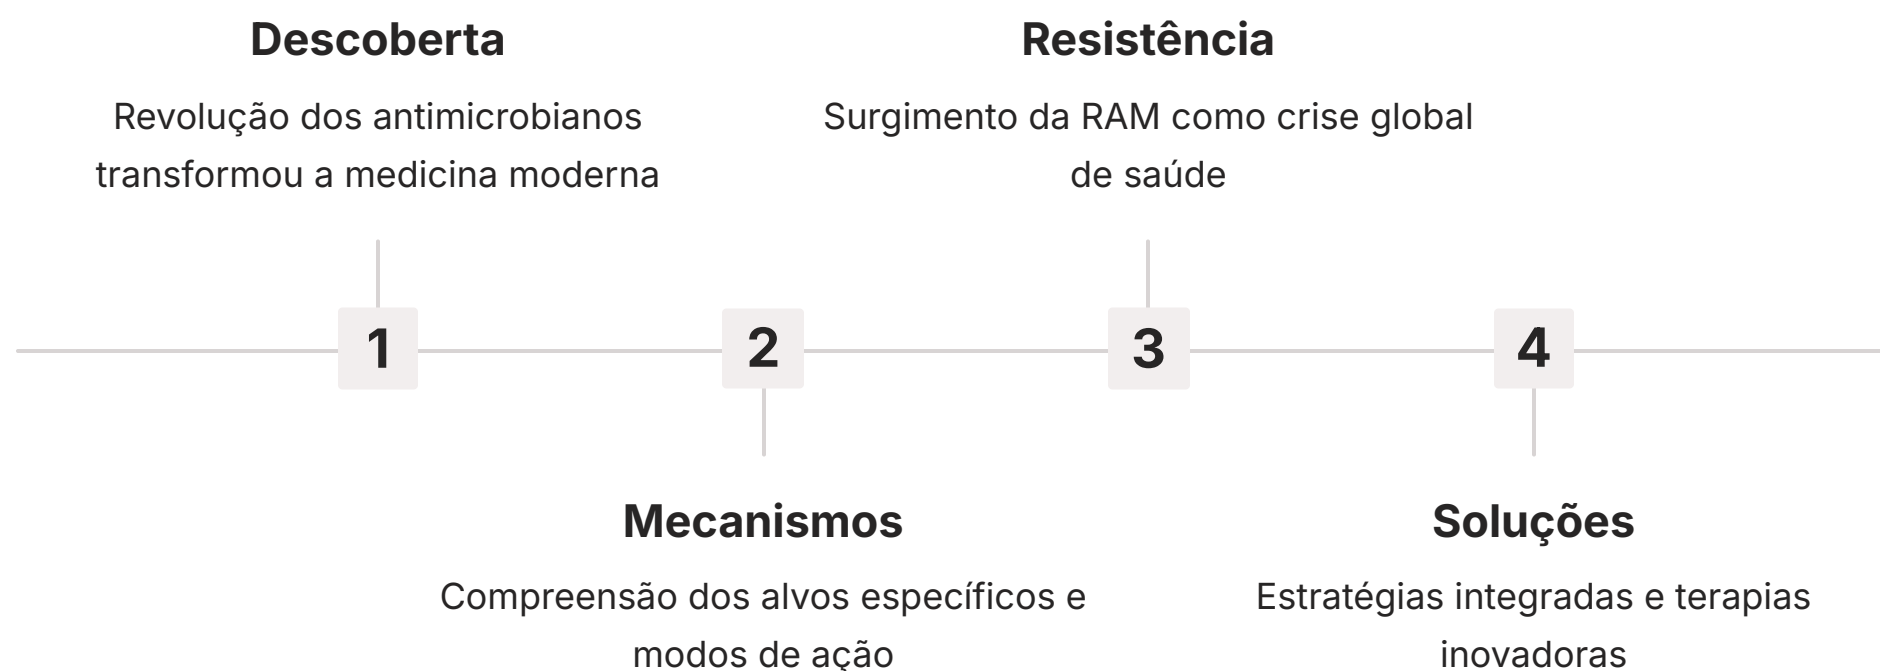 Descoberta
Revolução dos antimicrobianos
transformou a medicina moderna
1
2
Mecanismos
Compreensão dos alvos específicos e
modos de ação
Resistência
Surgimento da RAM como crise global
de saúde
3
4
Soluções
Estratégias integradas e terapias
inovadoras